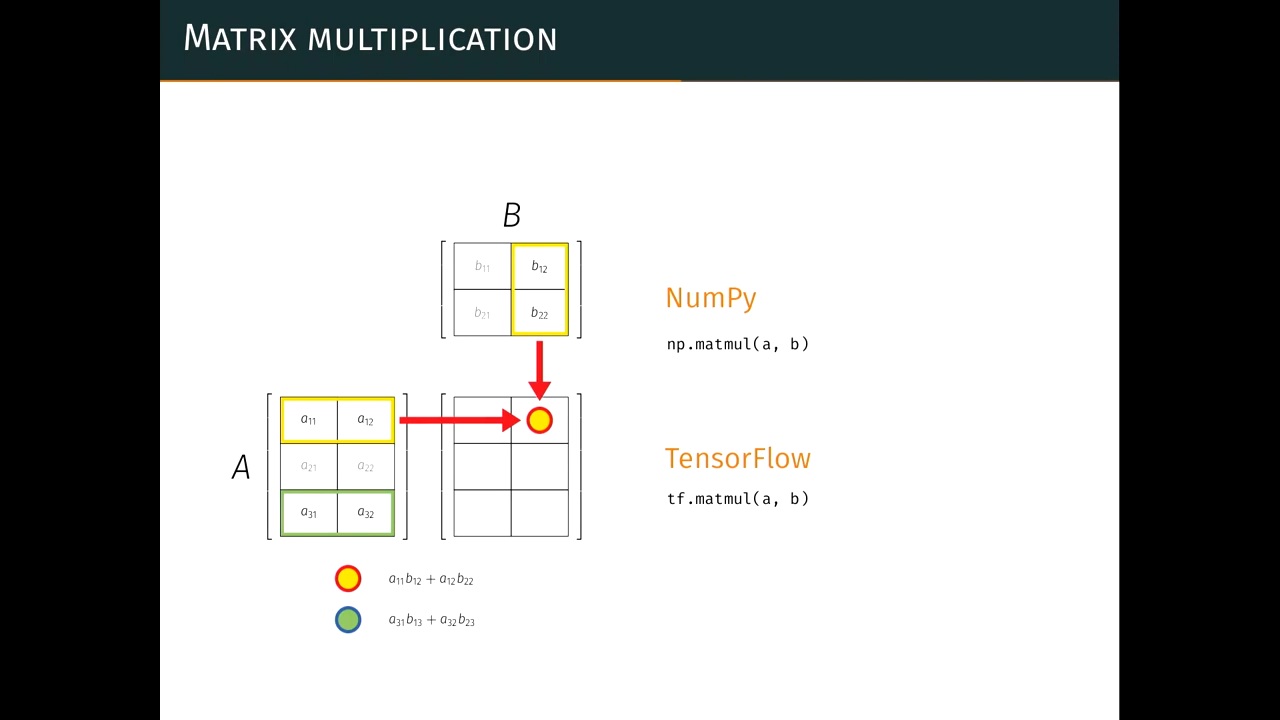 Matrix multiplication
B
b₁₁ b₁₂
b₂₁ b₂₂
A
a₁₁ a₁₂
a₂₁ a₂₂
a₃₁ a₃₂
a₁₁b₁₂ + a₁₂b₂₂
a₃₁b₁₃ + a₃₂b₂₃
NumPy
np.matmul(a, b)
TensorFlow
tf.matmul(a, b)